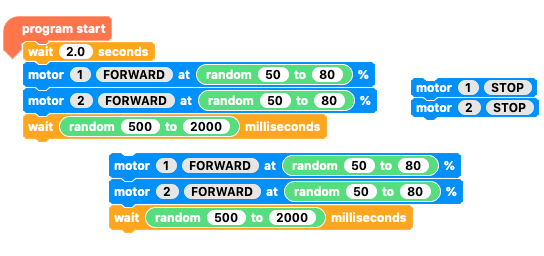 program start
wait 2.0 seconds
motor 1 FORWARD at random 50 to 80 %
motor 2 FORWARD at random 50 to 80 %
wait random 500 to 2000 milliseconds
motor 1 STOP
motor 2 STOP
motor 1 FORWARD at random 50 to 80 %
motor 2 FORWARD at random 50 to 80 %
wait random 500 to 2000 milliseconds